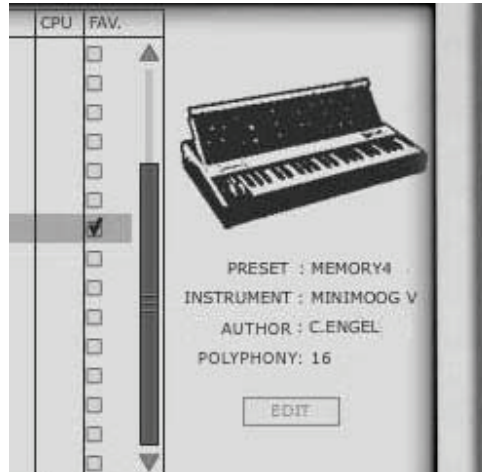 CPU FAV.
PRESET : MEMORY4
INSTRUMENT : MINIMOOG V
AUTHOR : C.ENGEL
POLYPHONY: 16
EDIT